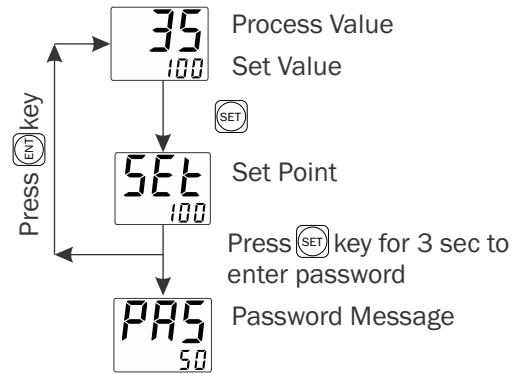 35
100
Process Value
Set Value
SET
SEt
100
Set Point
Press ENT key
Press SET key for 3 sec to
enter password
PAS
50
Password Message